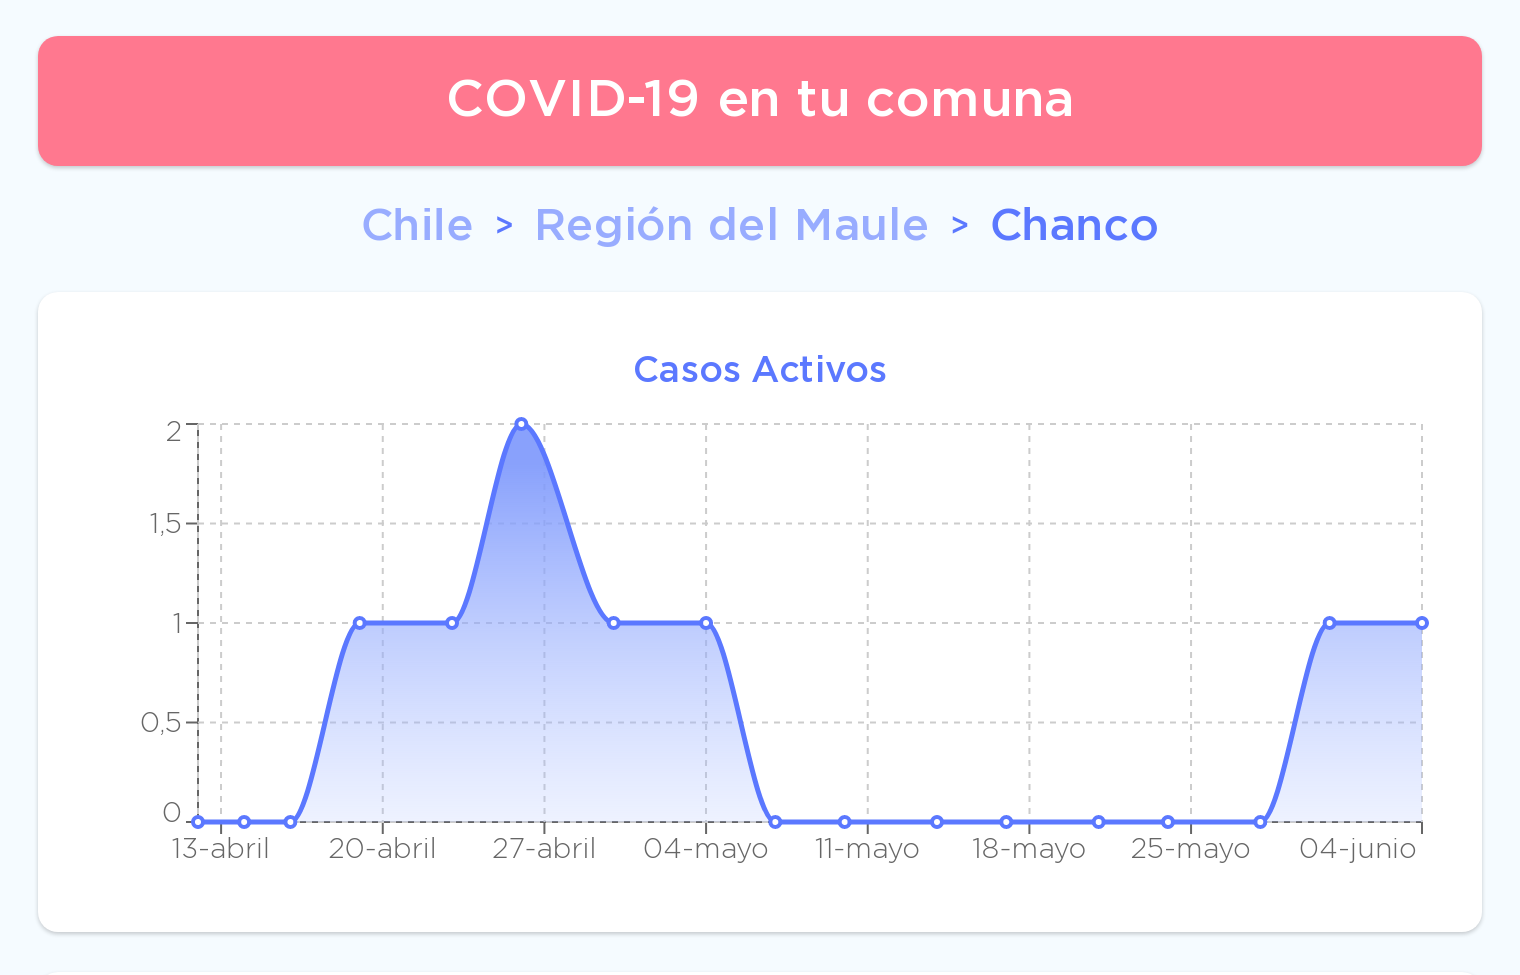 COVID-19 en tu comuna
Chile > Región del Maule > Chanco
Casos Activos
2
1,5
1
0,5
0
13-abril 20-abril 27-abril 04-mayo 11-mayo 18-mayo 25-mayo 04-junio